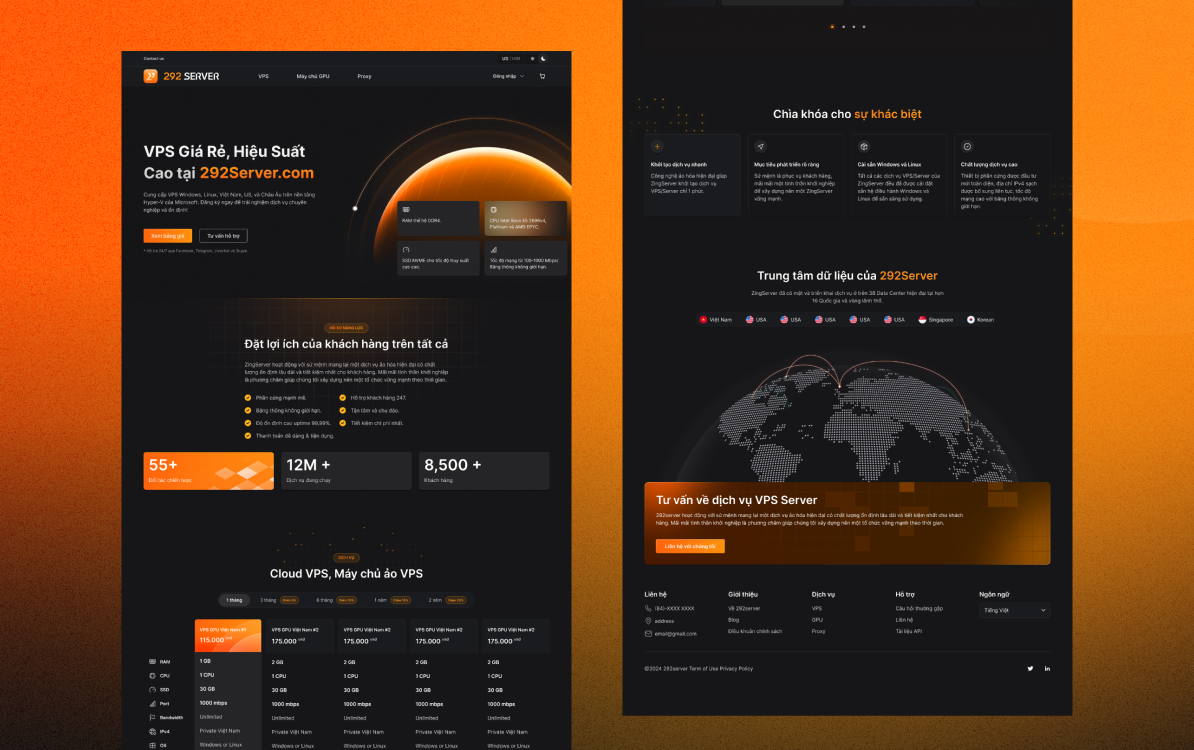 Contact us
US / USD
292 SERVER
VPS
Máy chủ GPU
Proxy
Đăng nhập
VPS Giá Rẻ, Hiệu Suất
Cao tại 292Server.com
Cung cấp VPS Windows, Linux, Việt Nam, US, và Châu Âu trên nền tảng
Hyper-V của Microsoft. Đăng ký ngay để trải nghiệm dịch vụ chuyên
nghiệp và ổn định!
Xem bảng giá
Tư vấn hỗ trợ
* Hỗ trợ 24/7 qua Facebook, Telegram, Livechat và Skype
RAM thế hệ DDR4.
CPU Intel Xeon E5 2696v4,
Platinum và AMD EPYC.
SSD NVME cho tốc độ truy suất
cực cao.
Tốc độ mạng từ 100-1000 Mbps/
Băng thông không giới hạn.
HỒ SƠ NĂNG LỰC
Đặt lợi ích của khách hàng trên tất cả
ZingServer hoạt động với sứ mệnh mang lại một dịch vụ ảo hóa hiện đại có chất
lượng ổn định lâu dài và tiết kiệm nhất cho khách hàng. Mãi mãi tinh thần khởi nghiệp
là phương châm giúp chúng tôi xây dựng nên một tổ chức vững mạnh theo thời gian.
Phần cứng mạnh mẽ.
Hỗ trợ khách hàng 247.
Băng thông không giới hạn.
Tận tâm và chu đáo.
Độ ổn định cao uptime 99,99%.
Tiết kiệm chi phí nhất.
Thanh toán dễ dàng & tiện dụng.
55+
Đối tác chiến lược
12M +
Dịch vụ đang chạy
8,500 +
Khách hàng
DỊCH VỤ
Cloud VPS, Máy chủ ảo VPS
1 tháng
3 tháng
6 tháng
1 năm
2 năm
VPS GPU Việt Nam #1
115.000 vnđ
VPS GPU Việt Nam #2
175.000 vnđ
VPS GPU Việt Nam #2
175.000 vnđ
VPS GPU Việt Nam #2
175.000 vnđ
VPS GPU Việt Nam #2
175.000 vnđ
RAM 1 GB 2 GB 2 GB 2 GB 2 GB
CPU 1 CPU 1 CPU 1 CPU 1 CPU 1 CPU
SSD 30 GB 30 GB 30 GB 30 GB 30 GB
Port 1000 mbps 1000 mbps 1000 mbps 1000 mbps 1000 mbps
Bandwidth Unlimited Unlimited Unlimited Unlimited Unlimited
IPv4 Private Việt Nam Private Việt Nam Private Việt Nam Private Việt Nam Private Việt Nam
OS Windows or Linux Windows or Linux Windows or Linux Windows or Linux Windows or Linux
Chìa khóa cho sự khác biệt
Khởi tạo dịch vụ nhanh
Công nghệ ảo hóa hiện đại giúp
ZingServer khởi tạo dịch vụ
VPS/Server chỉ 1 phút.
Mục tiêu phát triển rõ ràng
Sứ mệnh là phục vụ khách hàng,
mãi mãi một tinh thần khởi nghiệp
để xây dựng nên một ZingServer
vững mạnh.
Cài sẵn Windows và Linux
Tất cả các dịch vụ VPS/Server của
ZingServer đều đã được cài đặt
sẵn hệ điều hành Windows và
Linux để sẵn sàng sử dụng.
Chất lượng dịch vụ cao
Thiết bị phần cứng được đầu tư
mới toàn diện, địa chỉ IPv4 sạch
được bổ sung liên tục, tốc độ
mạng cao với băng thông không
giới hạn.
Trung tâm dữ liệu của 292Server
ZingServer đã có mặt và triển khai dịch vụ ở trên 38 Data Center hiện đại tại hơn
16 Quốc gia và vùng lãnh thổ.
Việt Nam
USA
USA
USA
USA
USA
Singapore
Korean
Tư vấn về dịch vụ VPS Server
292server hoạt động với sứ mệnh mang lại một dịch vụ ảo hóa hiện đại có chất lượng ổn định lâu dài và tiết kiệm nhất cho khách
hàng. Mãi mãi tinh thần khởi nghiệp là phương châm giúp chúng tôi xây dựng nên một tổ chức vững mạnh theo thời gian.
Liên hệ với chúng tôi
Liên hệ
(84)-XXXX XXXX
address
email@gmail.com
Giới thiệu
Về 292server
Blog
Điều khoản chính sách
Dịch vụ
VPS
GPU
Proxy
Hỗ trợ
Câu hỏi thường gặp
Liên hệ
Tài liệu API
Ngôn ngữ
Tiếng Việt
©2024 292server Term of Use Privacy Policy